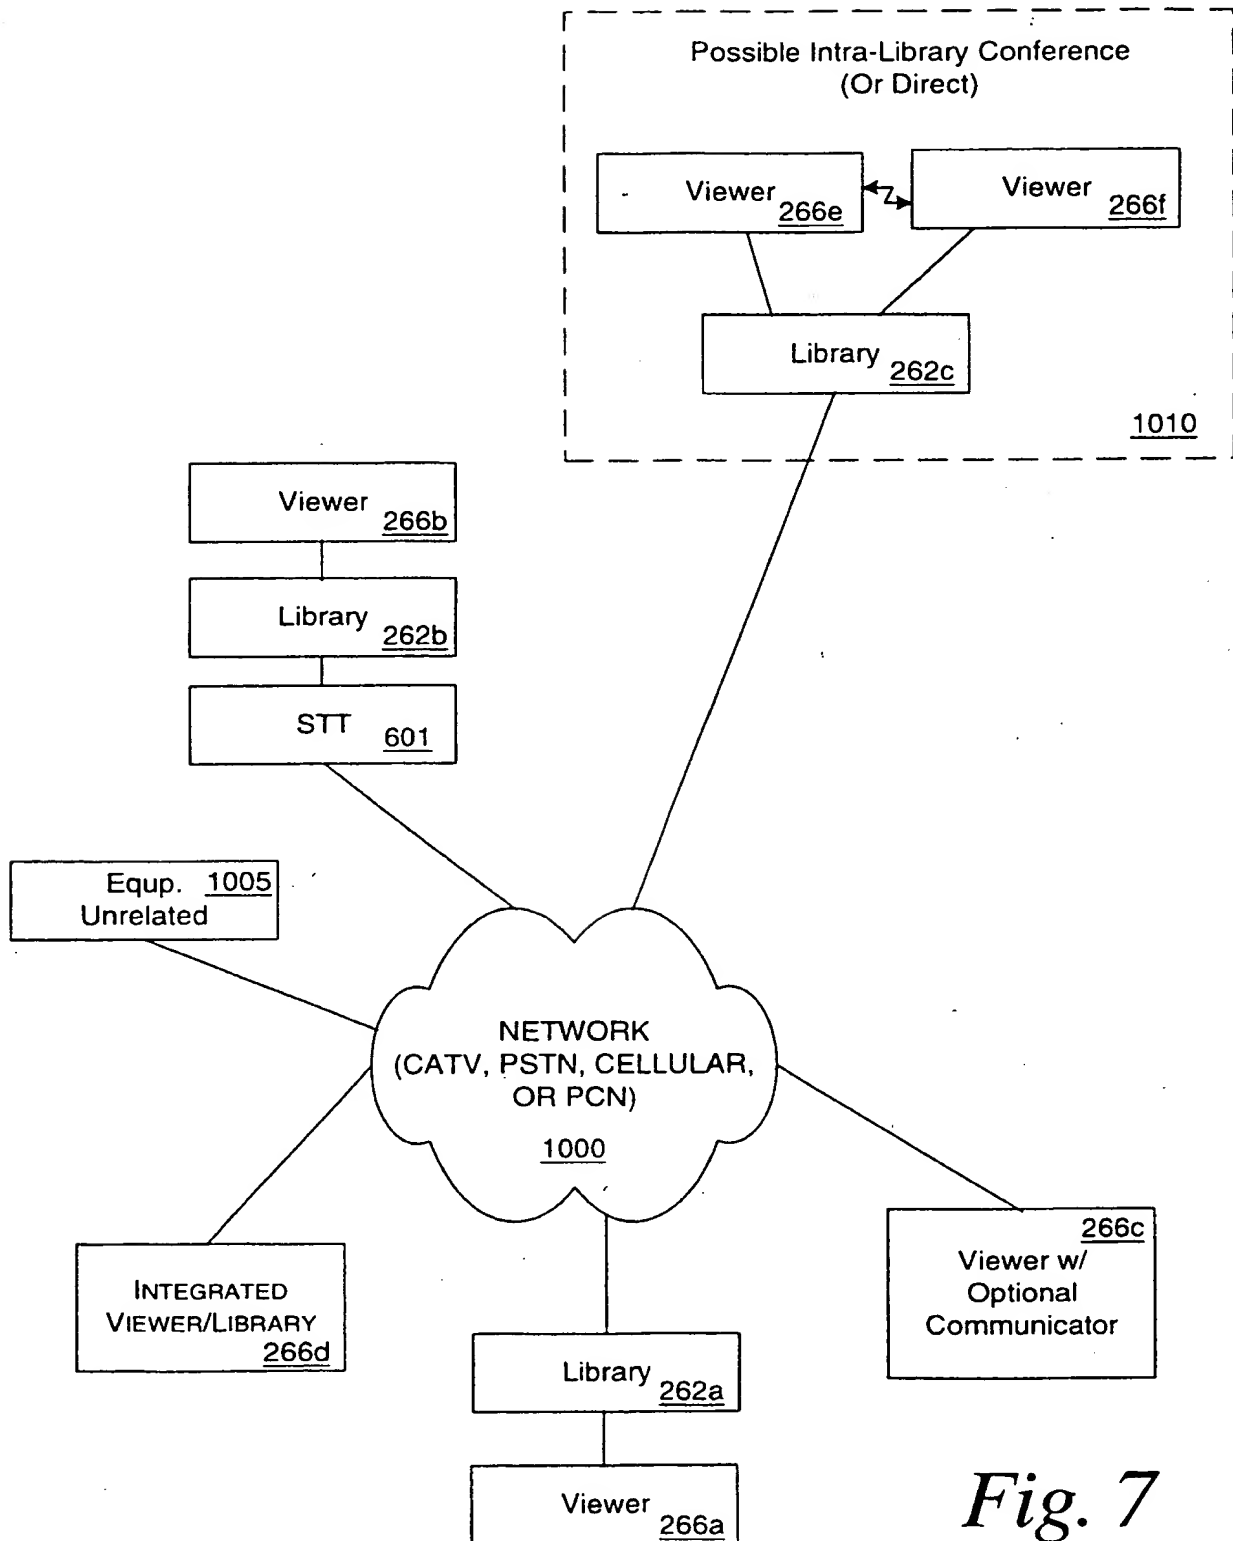 Possible Intra-Library Conference
(Or Direct)
Viewer
266e
Viewer
266f
Library
262c
1010
Viewer
266b
Library
262b
STT
601
Equp. 1005
Unrelated
NETWORK
(CATV, PSTN, CELLULAR,
OR PCN)
1000
266c
Viewer w/
Optional
Communicator
INTEGRATED
VIEWER/LIBRARY
266d
Library
262a
Viewer
266a
Fig. 7